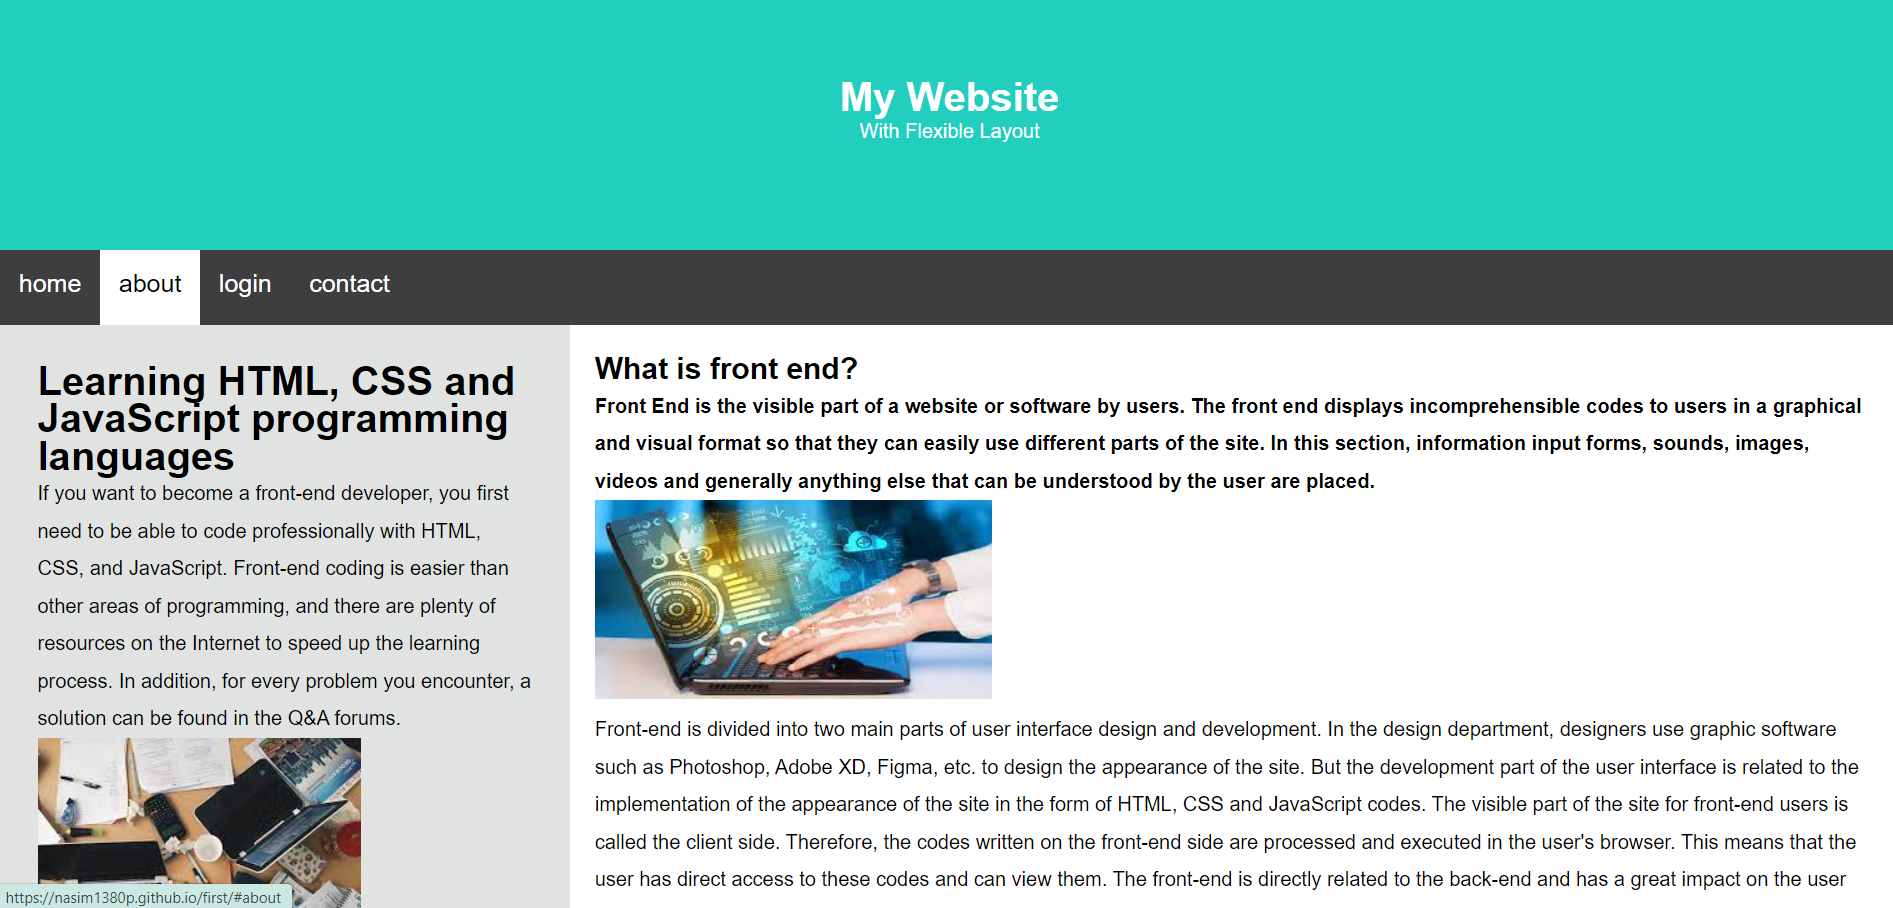 My Website
With Flexible Layout
home about login contact
Learning HTML, CSS and
JavaScript programming
languages
If you want to become a front-end developer, you first
need to be able to code professionally with HTML,
CSS, and JavaScript. Front-end coding is easier than
other areas of programming, and there are plenty of
resources on the Internet to speed up the learning
process. In addition, for every problem you encounter, a
solution can be found in the Q&A forums.
What is front end?
Front End is the visible part of a website or software by users. The front end displays incomprehensible codes to users in a graphical
and visual format so that they can easily use different parts of the site. In this section, information input forms, sounds, images,
videos and generally anything else that can be understood by the user are placed.
Front-end is divided into two main parts of user interface design and development. In the design department, designers use graphic software
such as Photoshop, Adobe XD, Figma, etc. to design the appearance of the site. But the development part of the user interface is related to the
implementation of the appearance of the site in the form of HTML, CSS and JavaScript codes. The visible part of the site for front-end users is
called the client side. Therefore, the codes written on the front-end side are processed and executed in the user's browser. This means that the
user has direct access to these codes and can view them. The front-end is directly related to the back-end and has a great impact on the user
https://nasim1380p.github.io/first/#about